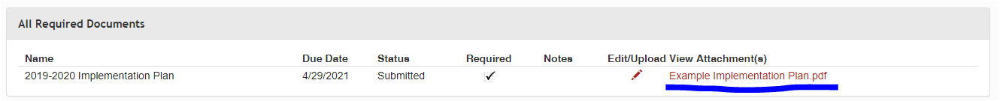 All Required Documents
Name Due Date Status Required Notes Edit/Upload View Attachment(s)
2019-2020 Implementation Plan 4/29/2021 Submitted ✓ Example Implementation Plan.pdf